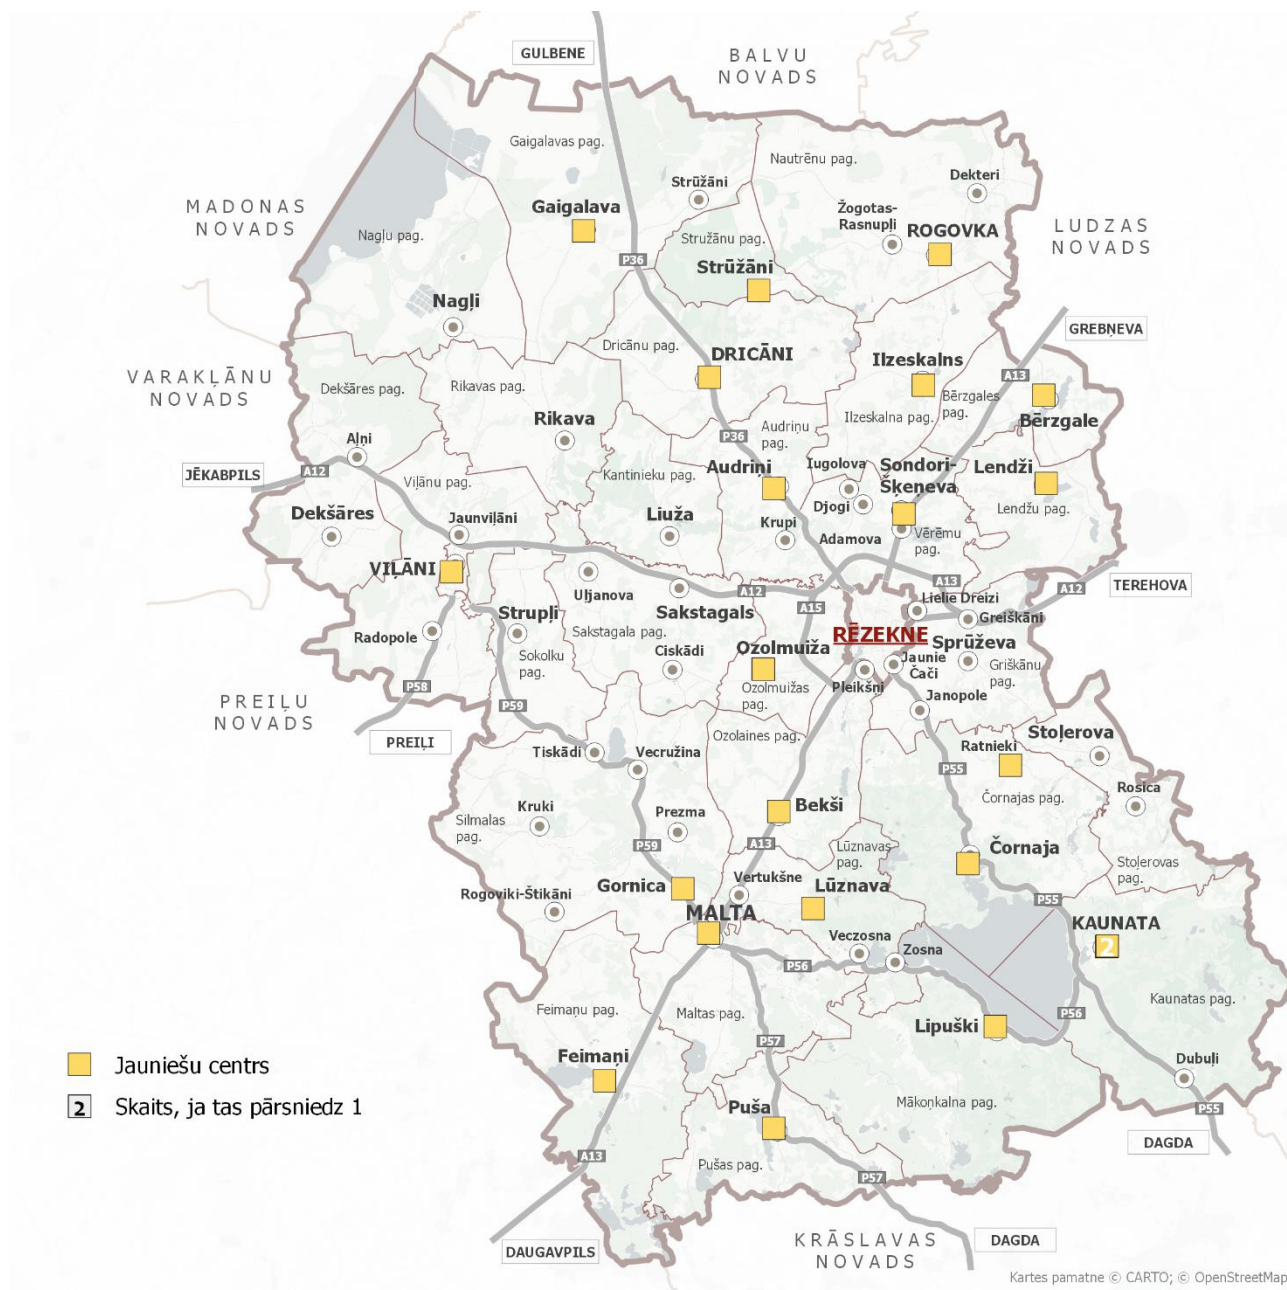 GULBENE
BALVU
NOVADS
Gaigalavas pag.
Nautrēnu pag.
Dekteri
Strūžāni
MADONAS
NOVADS
Gaigalava
Žogotas-
Rasnupļi
ROGOVKA
LUDZAS
NOVADS
Nagļu pag.
Stružānu pag.
P36
Strūžāni
Nagļi
GREBŅEVA
Dricānu pag.
DRICĀNI
Ilzeskalns
A13
VARAKĻĀNU
NOVADS
Dekšāres pag.
Rikavas pag.
Bērzgales
pag.
Ilzeskalna pag.
Bērzgale
Rikava
Audriņu
pag.
P36
Aļņi
JĒKABPILS
A12
Viļānu pag.
Kantinieku pag.
Audriņi
Iugolova
Sondori-
Šķeņeva
Lendži
Djogi
Lendžu pag.
Dekšāres
Jaunviļāni
Liuža
Krupi
Adamova
Vērēmu
pag.
VIĻĀNI
Uļjanova
A12
A15
A13
A12
TEREHOVA
Sakstagals
Lielie Dreizi
Greiškāni
Radopole
Strupļi
Sakstagala pag.
RĒZEKNE
Sokolku
pag.
Ciskādi
Ozolmuiža
Sprūževa
Jaunie
Čači
Griškānu
pag.
Ozolmuižas
pag.
Pleikšņi
Janopole
P58
P59
PREIĻU
NOVADS
PREIĻI
Ozolaines pag.
Stoļerova
Tiskādi
Vecružina
Ratnieki
P55
Rosica
Čornajas pag.
Kruki
Prezma
Bekši
Silmalas
pag.
P59
A13
Lūznavas
pag.
Čornaja
Stoļerovas
pag.
Gornica
Vertukšne
Lūznava
Rogoviki-Štikāni
P55
MALTA
KAUNATA
2
Veczosna
Zosna
P56
Kaunatas pag.
Feimaņu pag.
Maltas pag.
P56
Lipuški
P57
Feimaņi
Dubuļi
Jauniešu centrs
2
Skaits, ja tas pārsniedz 1
Puša
Mākoņkalna pag.
P55
DAGDA
A13
Pušas pag.
P57
DAUGAVPILS
KRĀSLAVAS
NOVADS
DAGDA
Kartes pamatne © CARTO; © OpenStreetMap